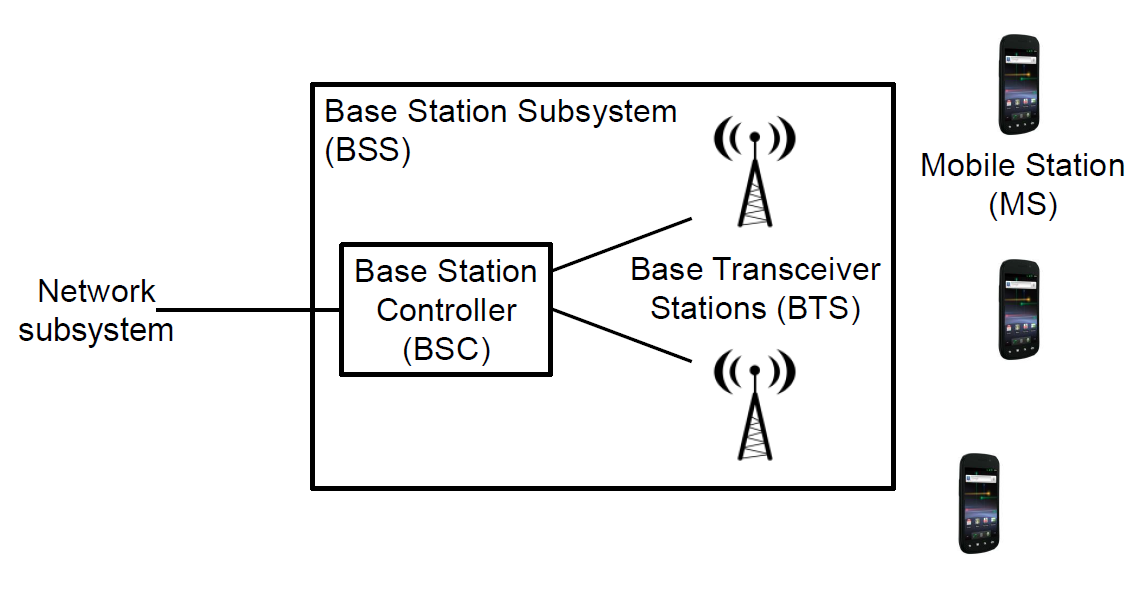 Base Station Subsystem
(BSS)
Mobile Station
(MS)
Network
subsystem
Base Station
Controller
(BSC)
Base Transceiver
Stations (BTS)